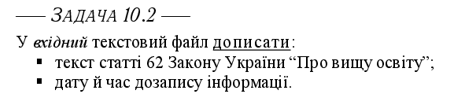 — ЗАДАЧА 10.2 —
У вхідний текстовий файл дописати:
▪ текст статті 62 Закону України “Про вищу освіту”;
▪ дату й час дозапису інформації.